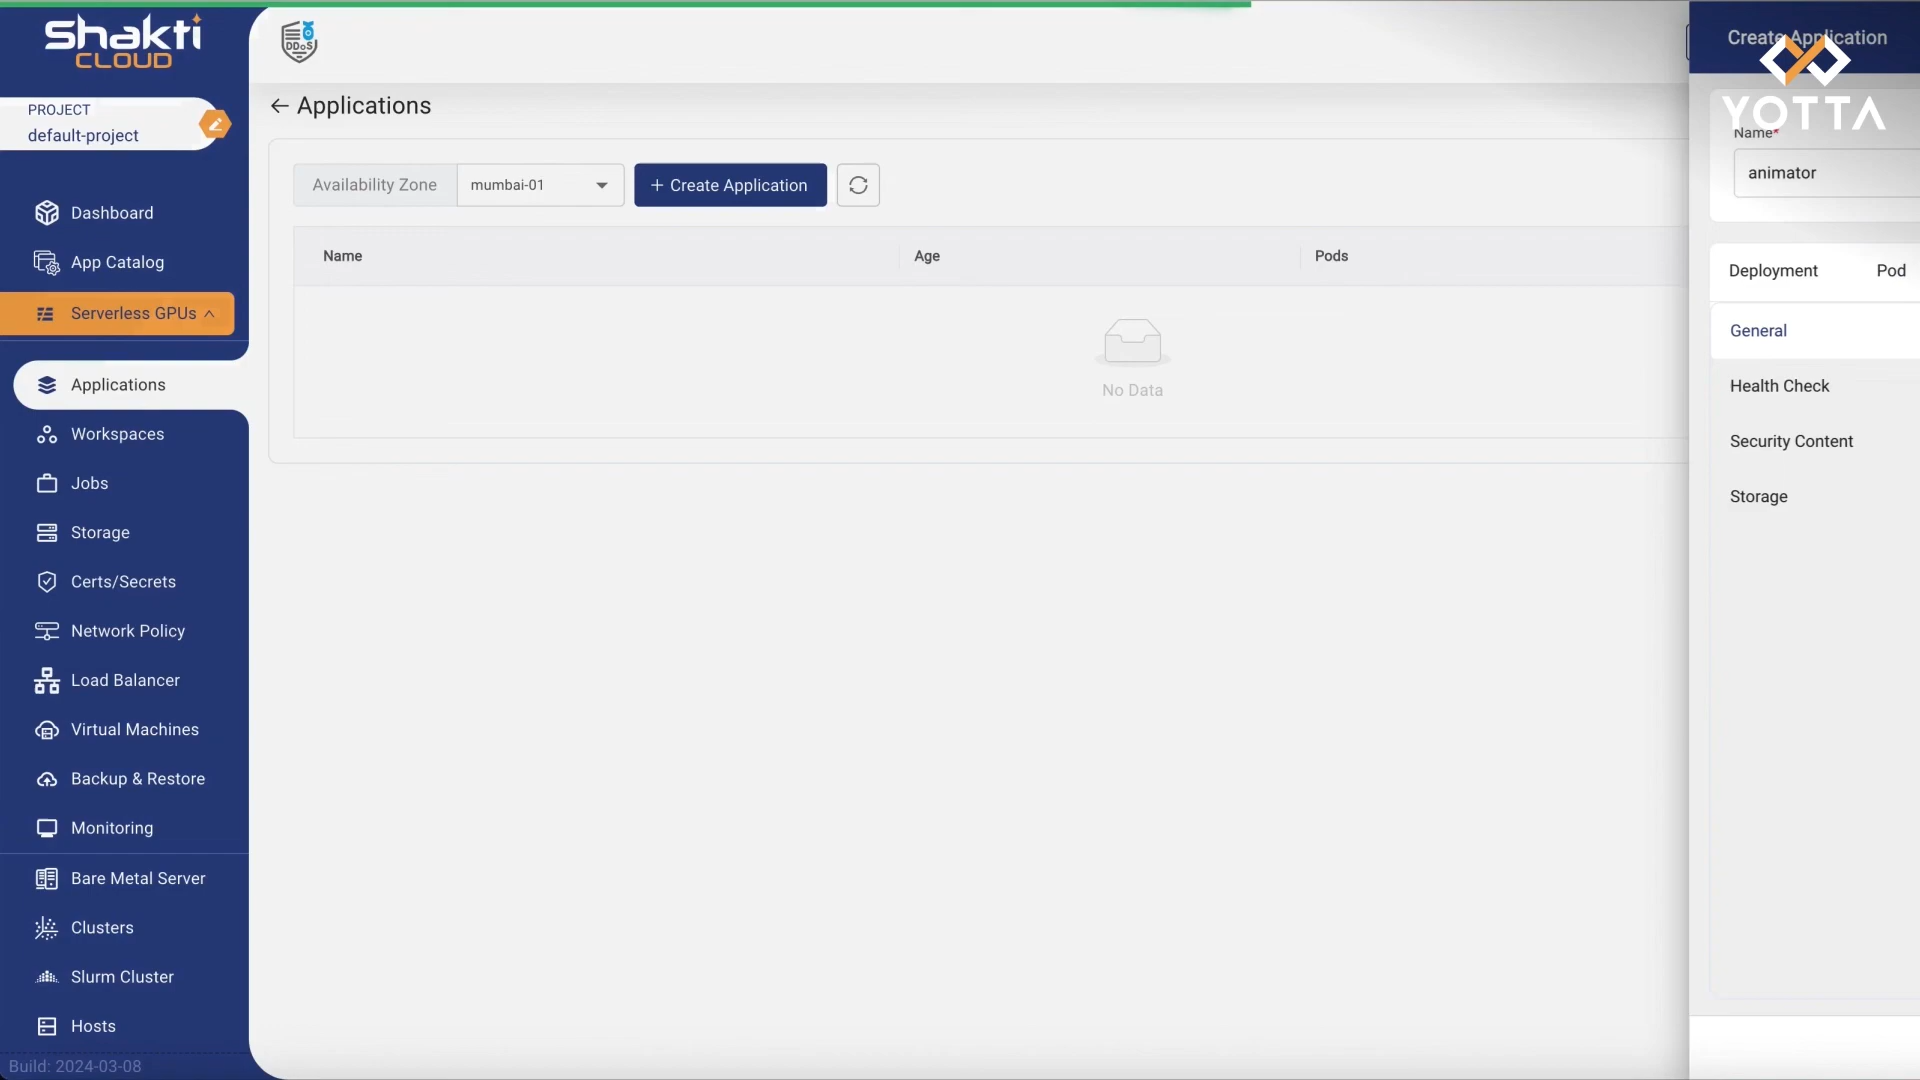 Shakti
CLOUD
PROJECT
default-project
Dashboard
App Catalog
Serverless GPUs
Applications
Workspaces
Jobs
Storage
Certs/Secrets
Network Policy
Load Balancer
Virtual Machines
Backup & Restore
Monitoring
Bare Metal Server
Clusters
Slurm Cluster
Hosts
Build: 2024-03-08
DDoS
← Applications
Availability Zone
mumbai-01
+ Create Application
Name
Age
Pods
No Data
Create Application
YOTTA
Name*
animator
Deployment
Pod
General
Health Check
Security Content
Storage